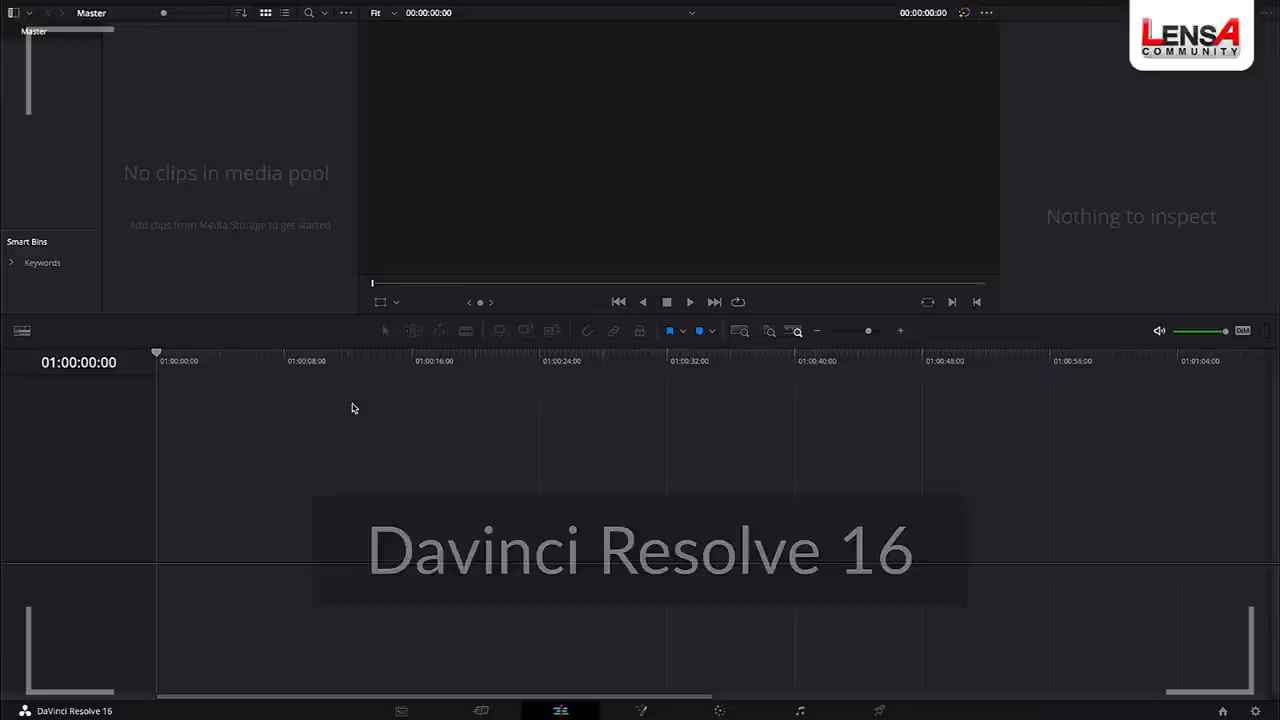 Master
Fit
00:00:00:00
00:00:00:00
LENSA
COMMUNITY
Master
No clips in media pool
Add clips from Media Storage to get started
Nothing to inspect
Smart Bins
Keywords
DIM
01:00:00:00
01:00:00:00
01:00:08:00
01:00:16:00
01:00:24:00
01:00:32:00
01:00:40:00
01:00:48:00
01:00:56:00
01:01:04:00
Davinci Resolve 16
DaVinci Resolve 16